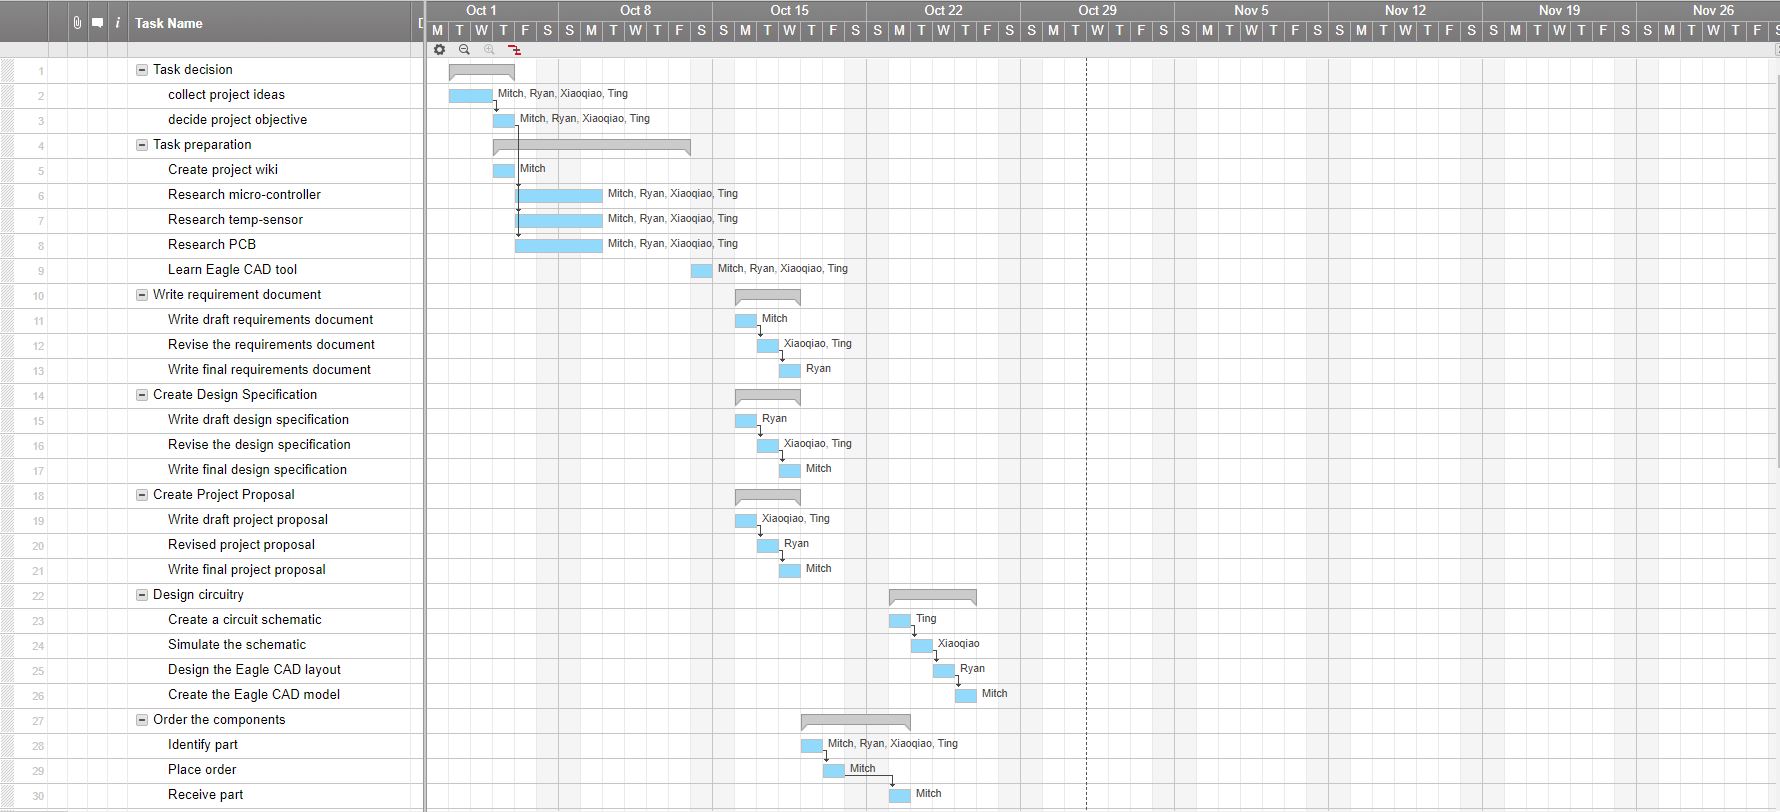 i Task Name
Oct 1 Oct 8 Oct 15 Oct 22 Oct 29 Nov 5 Nov 12 Nov 19 Nov 26
M T W T F S S M T W T F S S M T W T F S S M T W T F S S M T W T F S S M T W T F S S M T W T F S S M T W T F S S M T W T F S
1 Task decision
2 collect project ideas Mitch, Ryan, Xiaoqiao, Ting
3 decide project objective Mitch, Ryan, Xiaoqiao, Ting
4 Task preparation
5 Create project wiki Mitch
6 Research micro-controller Mitch, Ryan, Xiaoqiao, Ting
7 Research temp-sensor Mitch, Ryan, Xiaoqiao, Ting
8 Research PCB Mitch, Ryan, Xiaoqiao, Ting
9 Learn Eagle CAD tool Mitch, Ryan, Xiaoqiao, Ting
10 Write requirement document
11 Write draft requirements document Mitch
12 Revise the requirements document Xiaoqiao, Ting
13 Write final requirements document Ryan
14 Create Design Specification
15 Write draft design specification Ryan
16 Revise the design specification Xiaoqiao, Ting
17 Write final design specification Mitch
18 Create Project Proposal
19 Write draft project proposal Xiaoqiao, Ting
20 Revised project proposal Ryan
21 Write final project proposal Mitch
22 Design circuitry
23 Create a circuit schematic Ting
24 Simulate the schematic Xiaoqiao
25 Design the Eagle CAD layout Ryan
26 Create the Eagle CAD model Mitch
27 Order the components
28 Identify part Mitch, Ryan, Xiaoqiao, Ting
29 Place order Mitch
30 Receive part Mitch